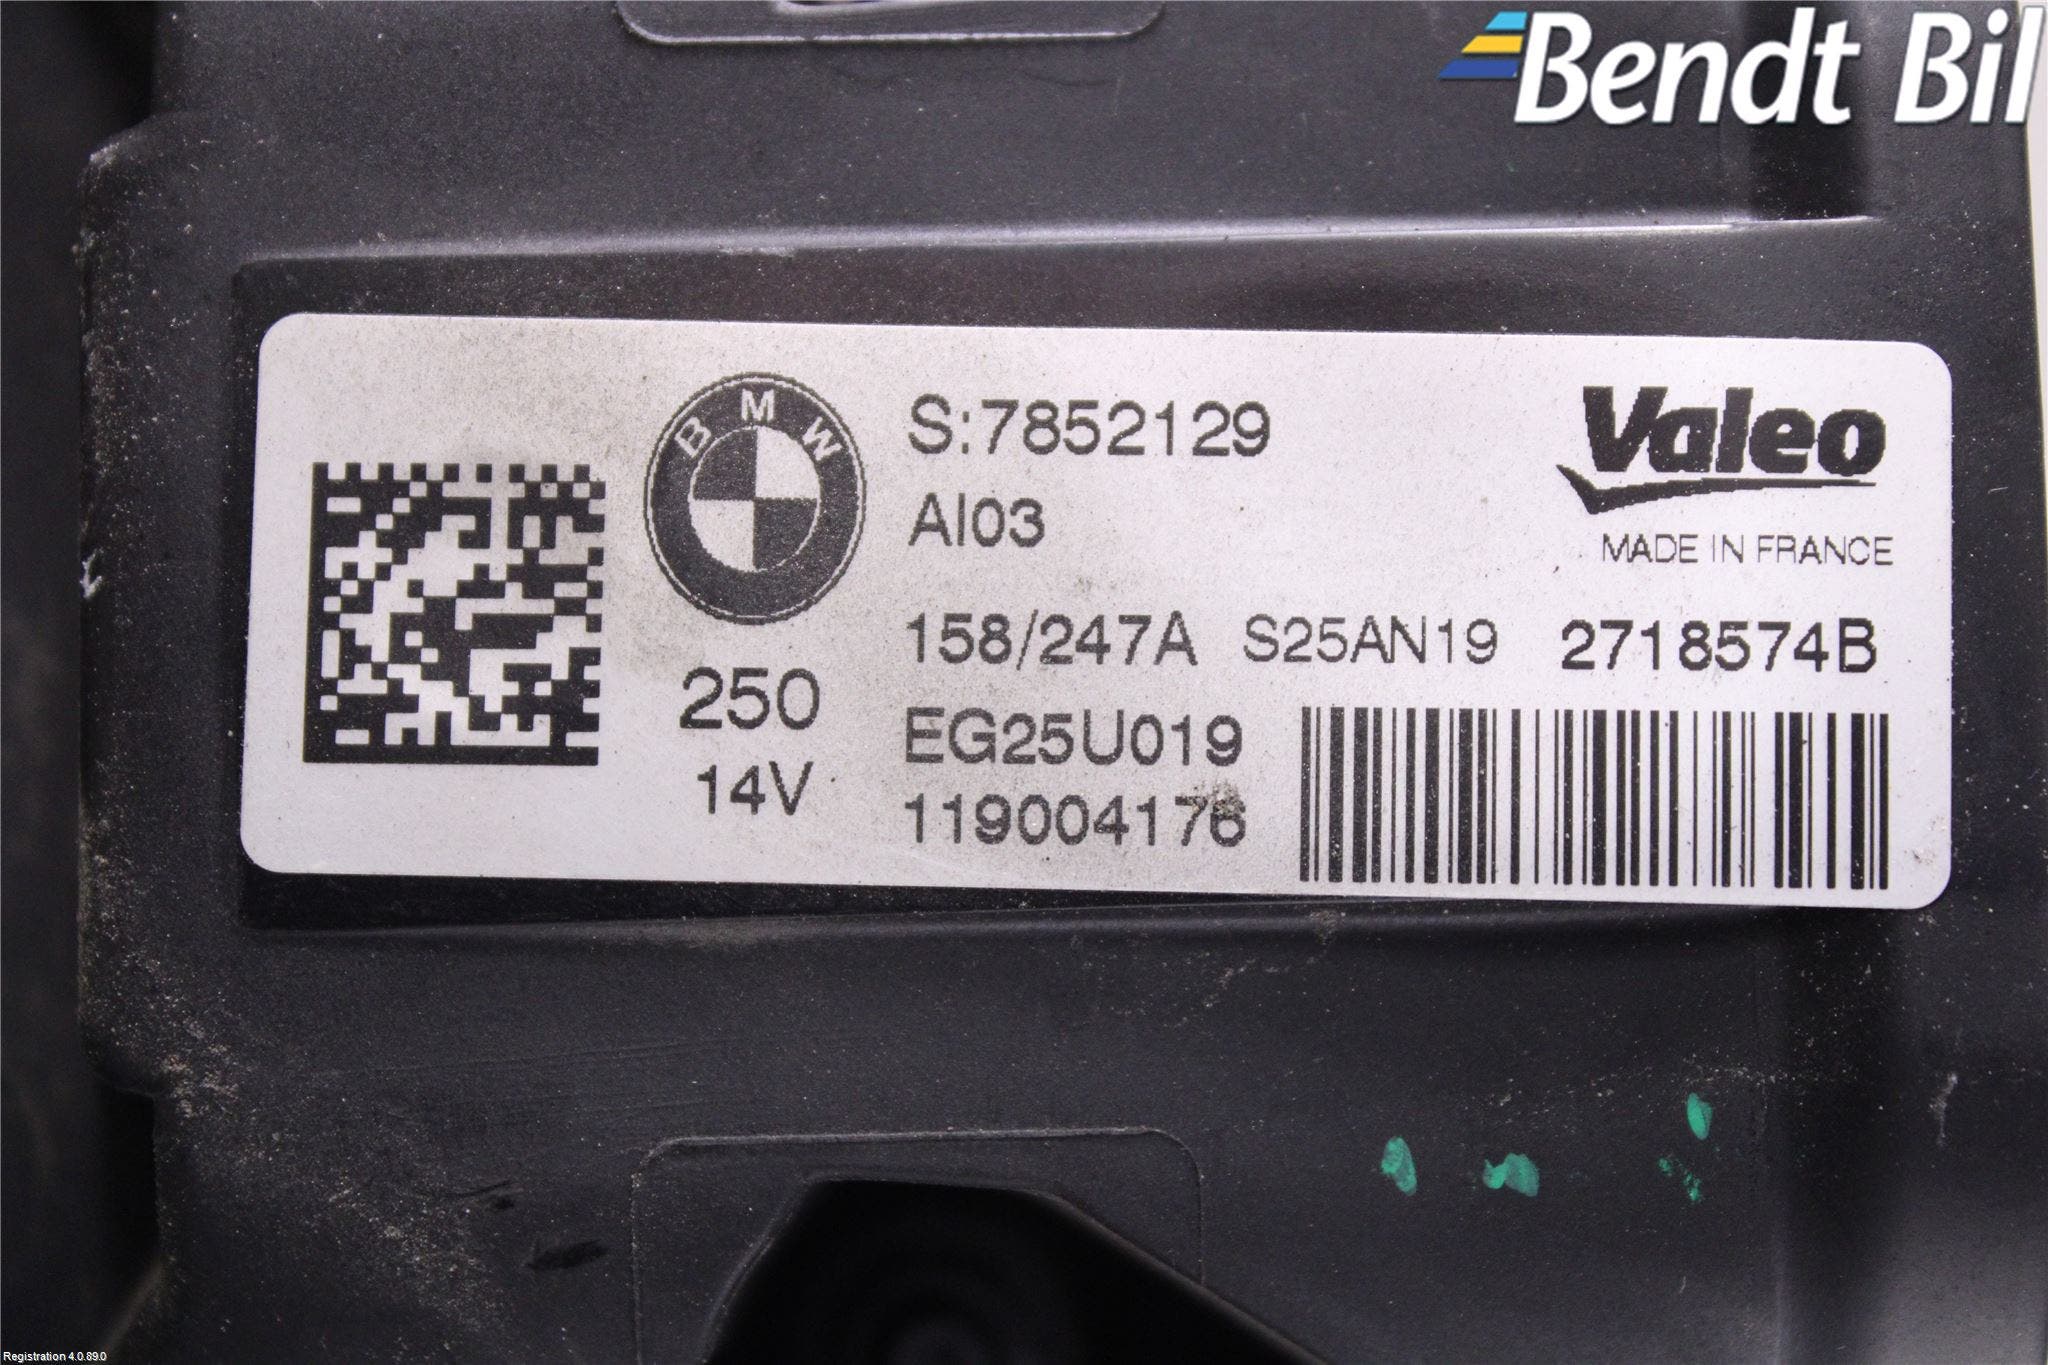 Bendt Bil
BMW
S:7852129
Valeo
AI03
MADE IN FRANCE
158/247A S25AN19 2718574B
250
EG25U019
14V
119004176
Registration 4.0.89.0